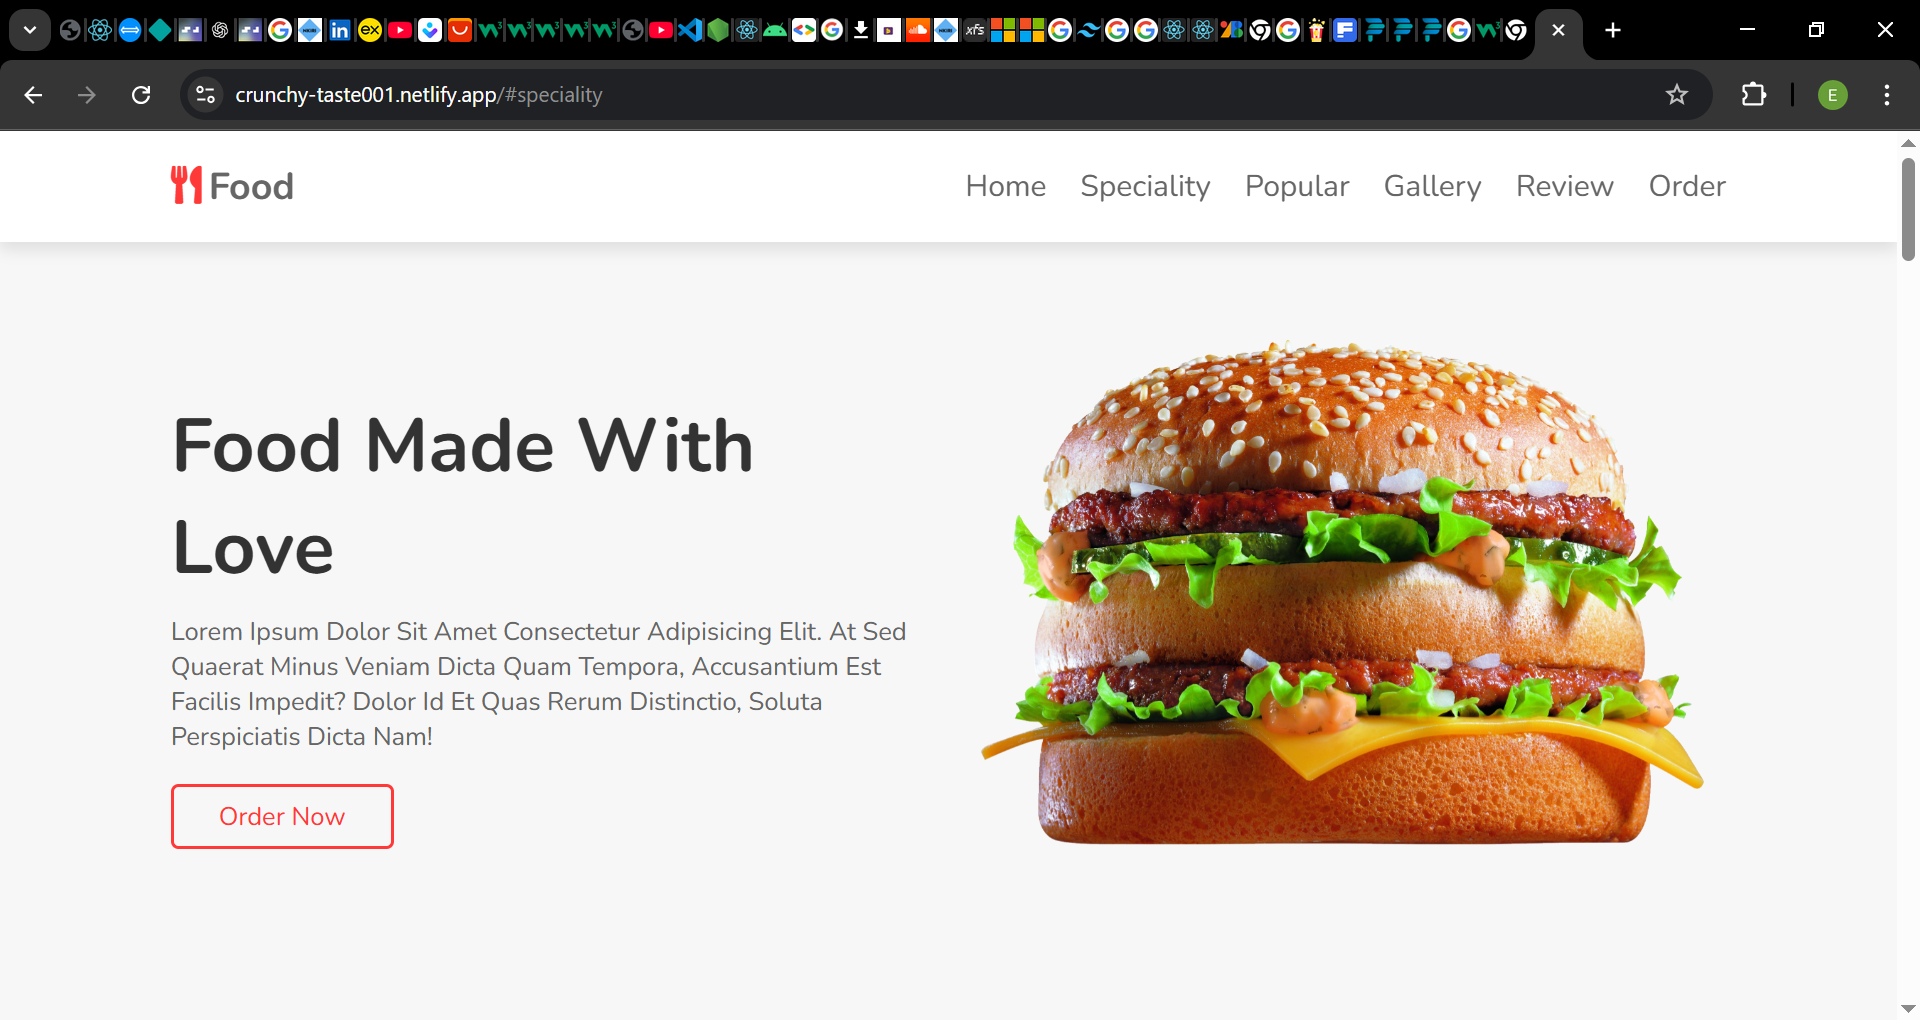 crunchy-taste001.netlify.app/#speciality
E
Food
Home Speciality Popular Gallery Review Order
Food Made With
Love
Lorem Ipsum Dolor Sit Amet Consectetur Adipisicing Elit. At Sed
Quaerat Minus Veniam Dicta Quam Tempora, Accusantium Est
Facilis Impedit? Dolor Id Et Quas Rerum Distinctio, Soluta
Perspiciatis Dicta Nam!
Order Now